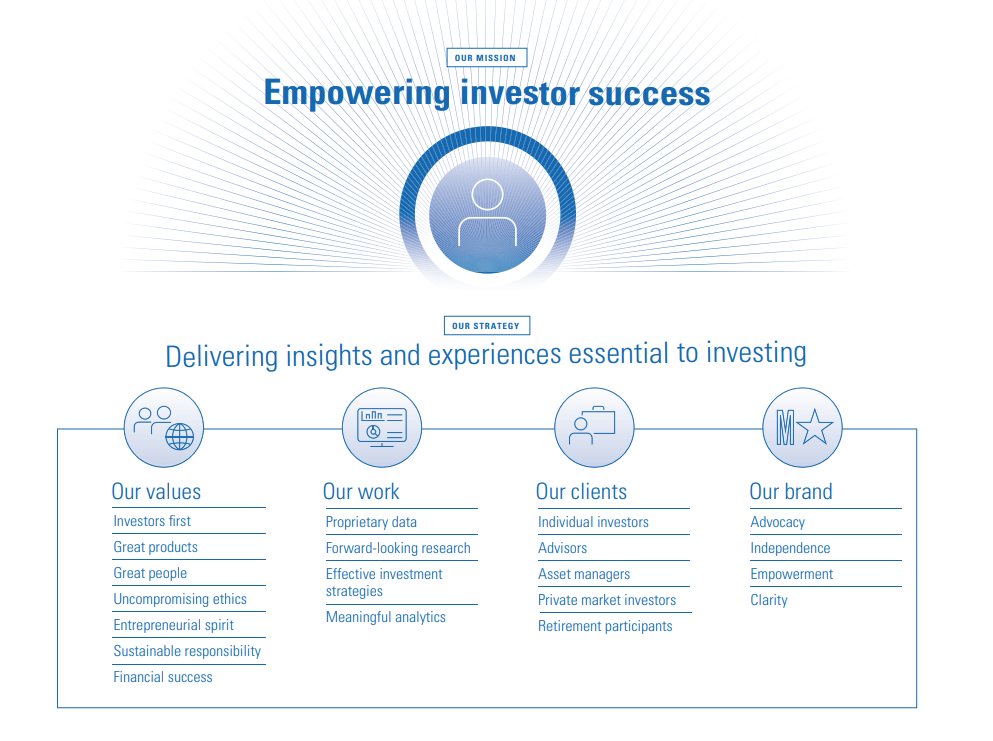 OUR MISSION
Empowering investor success
OUR STRATEGY
Delivering insights and experiences essential to investing
Our values
Investors first
Great products
Great people
Uncompromising ethics
Entrepreneurial spirit
Sustainable responsibility
Financial success
Our work
Proprietary data
Forward-looking research
Effective investment
strategies
Meaningful analytics
Our clients
Individual investors
Advisors
Asset managers
Private market investors
Retirement participants
M
Our brand
Advocacy
Independence
Empowerment
Clarity